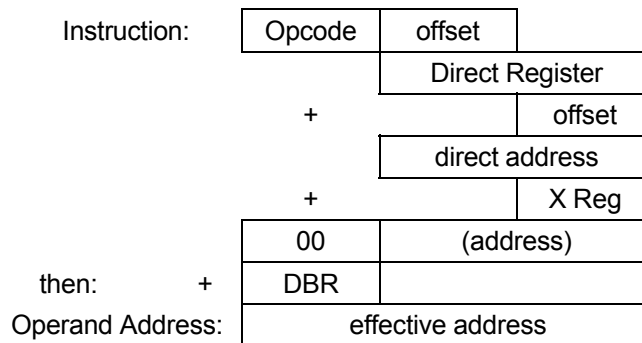 Instruction: Opcode offset
Direct Register
+ offset
direct address
+ X Reg
00 (address)
then: + DBR
Operand Address: effective address